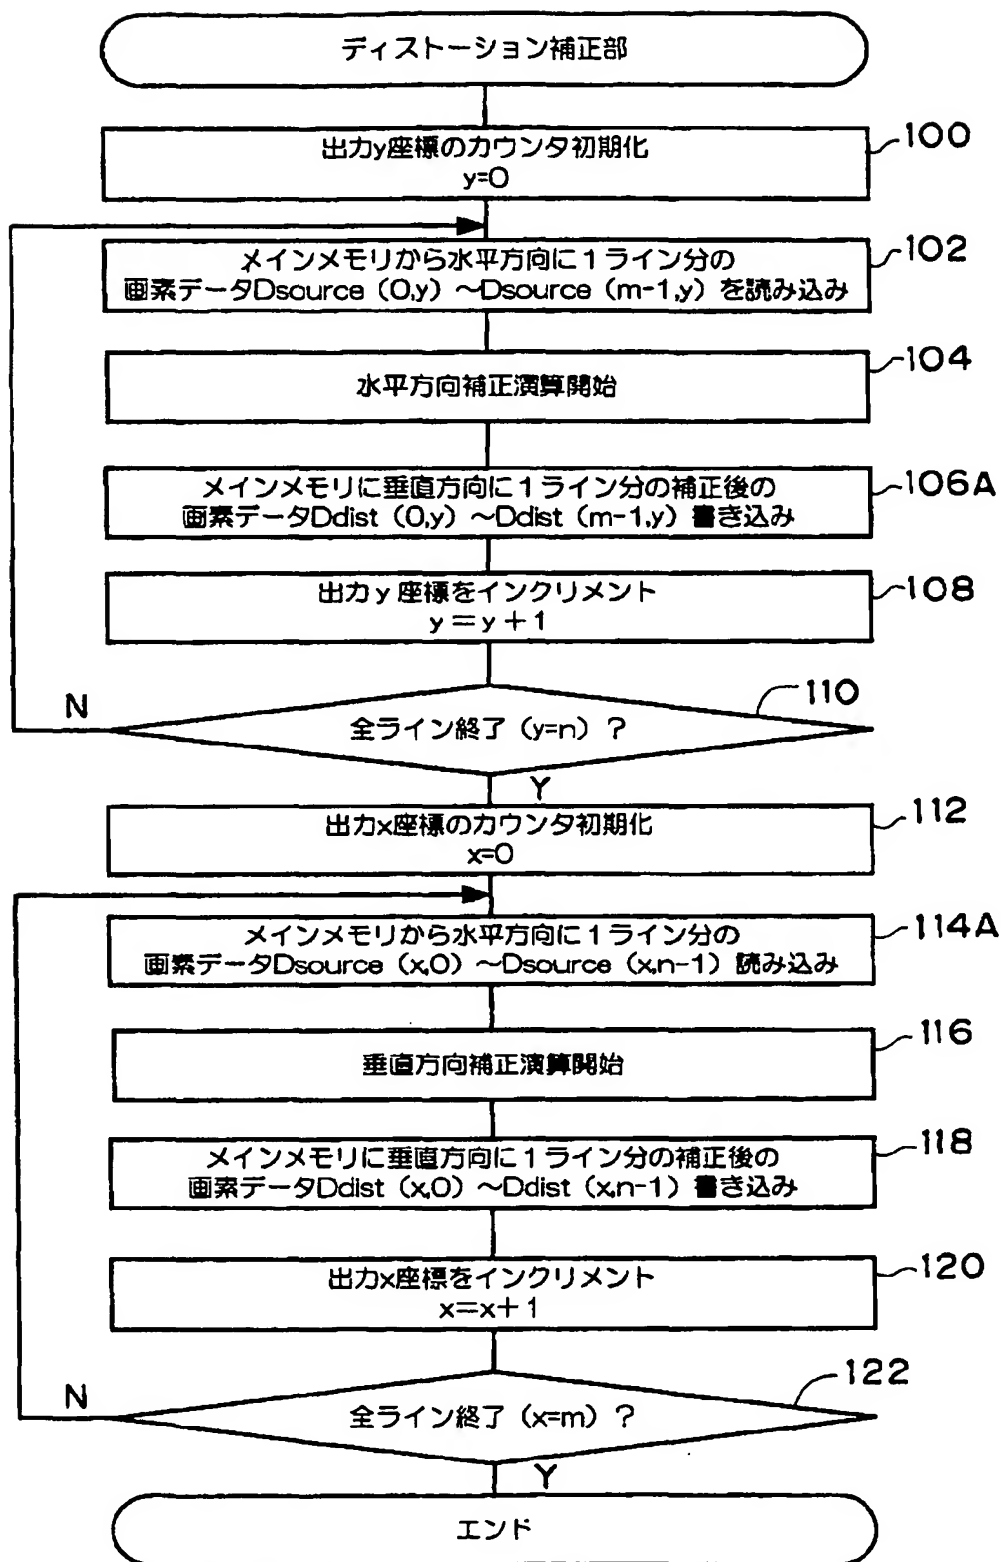 ディストーション補正部
出力y座標のカウンタ初期化
y=0
100
メインメモリから水平方向に1ライン分の
画素データDsource (0,y) ~Dsource (m-1,y) を読み込み
102
水平方向補正演算開始
104
メインメモリに垂直方向に1ライン分の補正後の
画素データDdist (0,y) ~Ddist (m-1,y) 書き込み
106A
出力y座標をインクリメント
y=y+1
108
全ライン終了 (y=n) ?
110
N
Y
出力x座標のカウンタ初期化
x=0
112
メインメモリから水平方向に1ライン分の
画素データDsource (x,0) ~Dsource (x,n-1) 読み込み
114A
垂直方向補正演算開始
116
メインメモリに垂直方向に1ライン分の補正後の
画素データDdist (x,0) ~Ddist (x,n-1) 書き込み
118
出力x座標をインクリメント
x=x+1
120
全ライン終了 (x=m) ?
122
N
Y
エンド